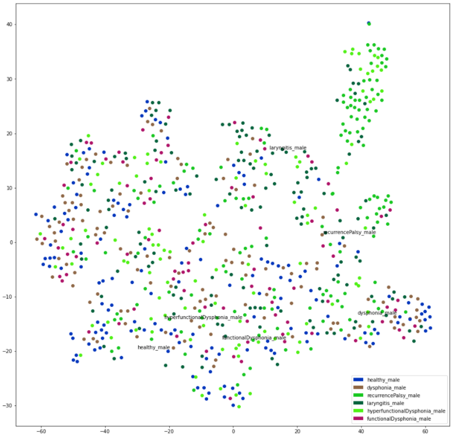 40
30
20
laryngitis_male
10
recurrencePalsy_male
0
-10
hyperfunctionalDysphonia_male
dysphonia_male
functionalDysphonia_male
healthy_male
-20
healthy_male
dysphonia_male
recurrencePalsy_male
laryngitis_male
hyperfunctionalDysphonia_male
functionalDysphonia_male
-30
-60 -40 -20 0 20 40 60